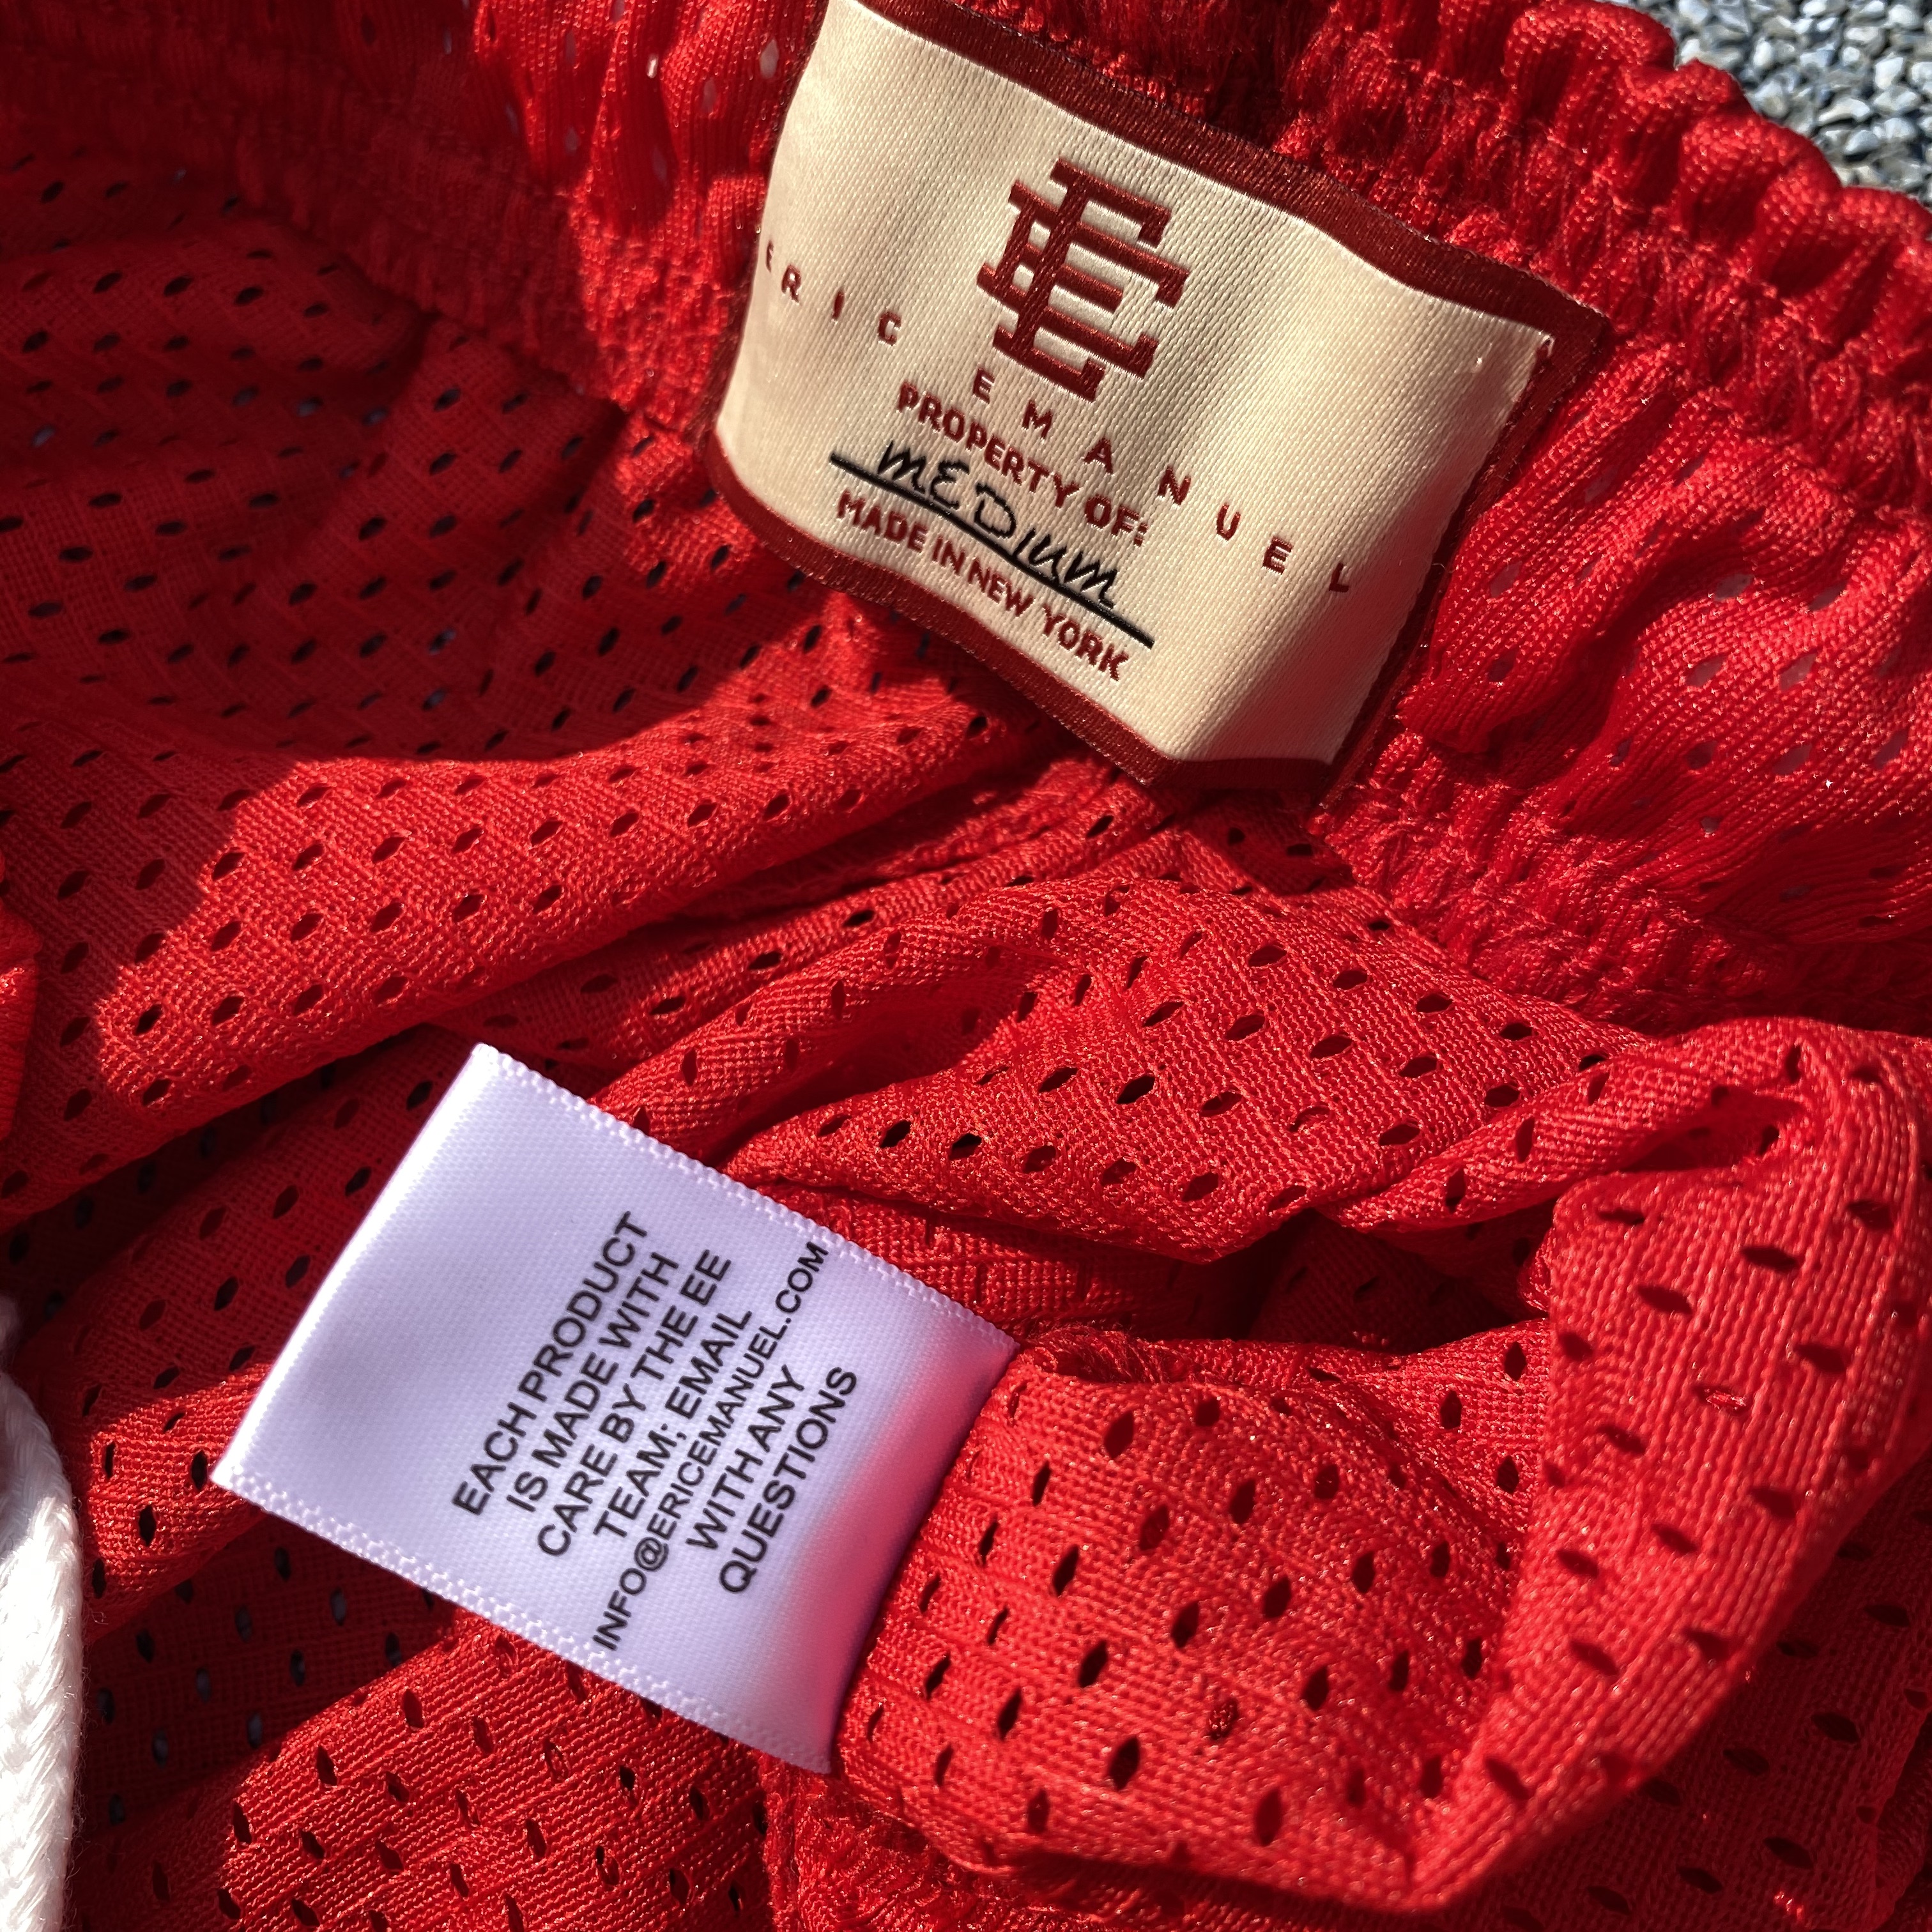 EE
ERIC EMANUEL
PROPERTY OF:
MEDIUM
MADE IN NEW YORK
EACH PRODUCT
IS MADE WITH
CARE BY THE EE
TEAM; EMAIL
INFO@ERICEMANUEL.COM
WITH ANY
QUESTIONS